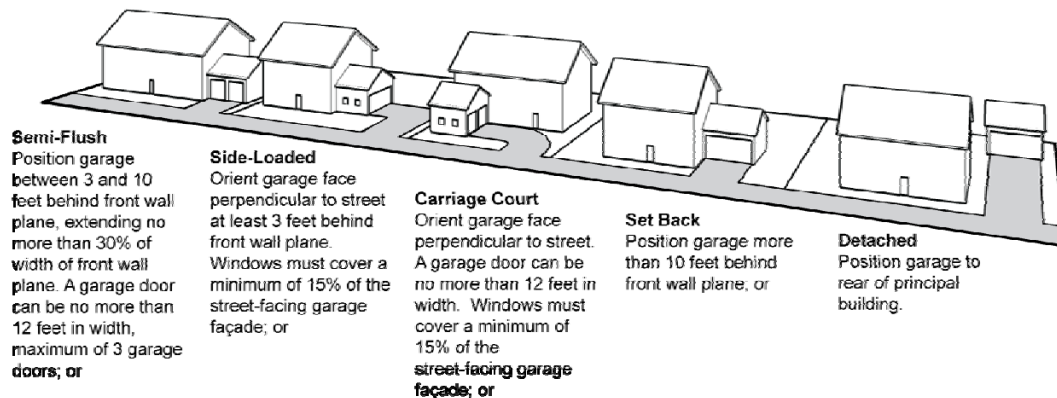 Semi-Flush
Position garage
between 3 and 10
feet behind front wall
plane, extending no
more than 30% of
width of front wall
plane. A garage door
can be no more than
12 feet in width,
maximum of 3 garage
doors; or
Side-Loaded
Orient garage face
perpendicular to street
at least 3 feet behind
front wall plane.
Windows must cover a
minimum of 15% of the
street-facing garage
façade; or
Carriage Court
Orient garage face
perpendicular to street.
A garage door can be
no more than 12 feet in
width. Windows must
cover a minimum of
15% of the
street-facing garage
façade; or
Set Back
Position garage more
than 10 feet behind
front wall plane; or
Detached
Position garage to
rear of principal
building.